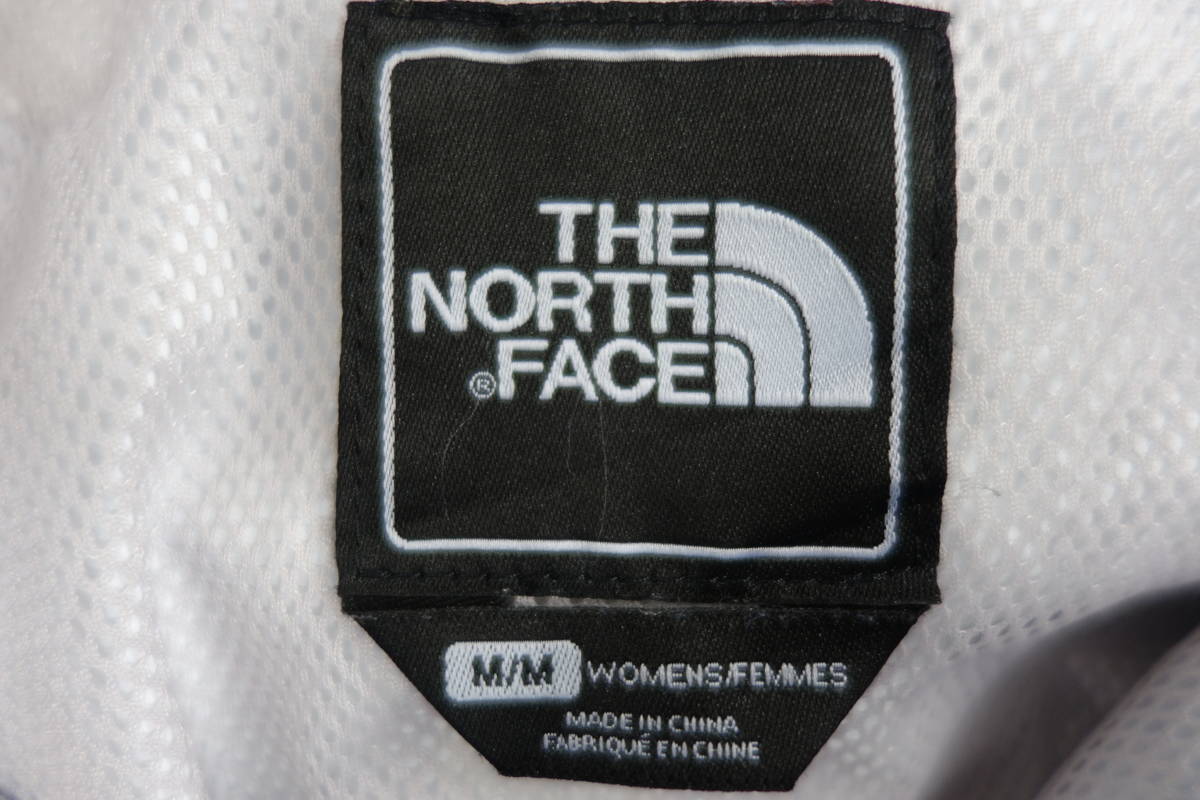 THE
NORTH
®FACE
M/M WOMENS/FEMMES
MADE IN CHINA
FABRIQUÉ EN CHINE